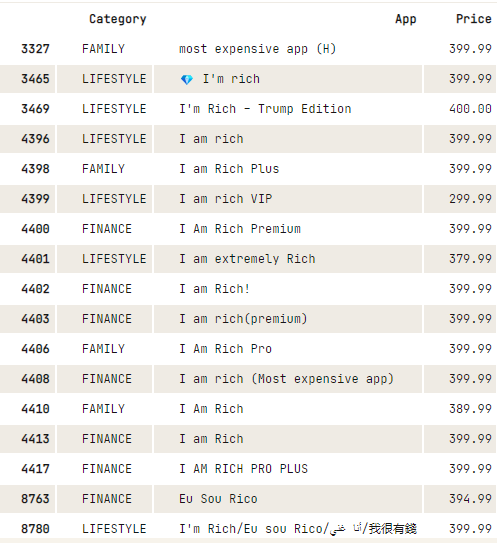 Category App Price
3327 FAMILY most expensive app (H) 399.99
3465 LIFESTYLE 💎 I'm rich 399.99
3469 LIFESTYLE I'm Rich - Trump Edition 400.00
4396 LIFESTYLE I am rich 399.99
4398 FAMILY I am Rich Plus 399.99
4399 LIFESTYLE I am rich VIP 299.99
4400 FINANCE I Am Rich Premium 399.99
4401 LIFESTYLE I am extremely Rich 379.99
4402 FINANCE I am Rich! 399.99
4403 FINANCE I am rich(premium) 399.99
4406 FAMILY I Am Rich Pro 399.99
4408 FINANCE I am rich (Most expensive app) 399.99
4410 FAMILY I Am Rich 389.99
4413 FINANCE I am Rich 399.99
4417 FINANCE I AM RICH PRO PLUS 399.99
8763 FINANCE Eu Sou Rico 394.99
8780 LIFESTYLE I'm Rich/Eu sou Rico/أنا غني/我很有錢 399.99